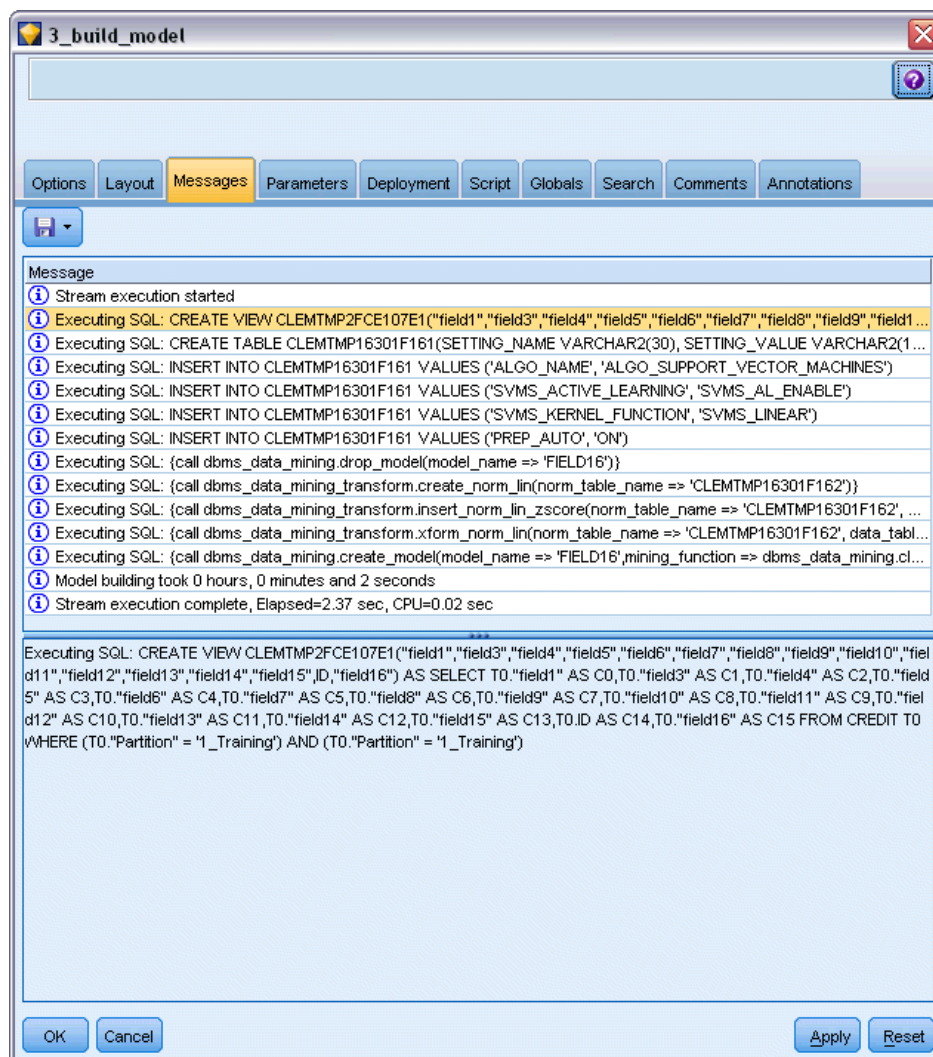 3_build_model
Options Layout Messages Parameters Deployment Script Globals Search Comments Annotations
Message
Stream execution started
Executing SQL: CREATE VIEW CLEMTMP2FCE107E1("field1","field3","field4","field5","field6","field7","field8","field9","field1...
Executing SQL: CREATE TABLE CLEMTMP16301F161(SETTING_NAME VARCHAR2(30), SETTING_VALUE VARCHAR2(1...
Executing SQL: INSERT INTO CLEMTMP16301F161 VALUES ('ALGO_NAME', 'ALGO_SUPPORT_VECTOR_MACHINES')
Executing SQL: INSERT INTO CLEMTMP16301F161 VALUES ('SVMS_ACTIVE_LEARNING', 'SVMS_AL_ENABLE')
Executing SQL: INSERT INTO CLEMTMP16301F161 VALUES ('SVMS_KERNEL_FUNCTION', 'SVMS_LINEAR')
Executing SQL: INSERT INTO CLEMTMP16301F161 VALUES ('PREP_AUTO', 'ON')
Executing SQL: {call dbms_data_mining.drop_model(model_name => 'FIELD16')}
Executing SQL: {call dbms_data_mining_transform.create_norm_lin(norm_table_name => 'CLEMTMP16301F162')}
Executing SQL: {call dbms_data_mining_transform.insert_norm_lin_zscore(norm_table_name => 'CLEMTMP16301F162', ...
Executing SQL: {call dbms_data_mining_transform.xform_norm_lin(norm_table_name => 'CLEMTMP16301F162', data_tabl...
Executing SQL: {call dbms_data_mining.create_model(model_name => 'FIELD16',mining_function => dbms_data_mining.cl...
Model building took 0 hours, 0 minutes and 2 seconds
Stream execution complete, Elapsed=2.37 sec, CPU=0.02 sec
Executing SQL: CREATE VIEW CLEMTMP2FCE107E1("field1","field3","field4","field5","field6","field7","field8","field9","field10","fiel
d11","field12","field13","field14","field15",ID,"field16") AS SELECT T0."field1" AS C0,T0."field3" AS C1,T0."field4" AS C2,T0."field
5" AS C3,T0."field6" AS C4,T0."field7" AS C5,T0."field8" AS C6,T0."field9" AS C7,T0."field10" AS C8,T0."field11" AS C9,T0."fiel
d12" AS C10,T0."field13" AS C11,T0."field14" AS C12,T0."field15" AS C13,T0.ID AS C14,T0."field16" AS C15 FROM CREDIT T0
WHERE (T0."Partition" = '1_Training') AND (T0."Partition" = '1_Training')
OK Cancel Apply Reset